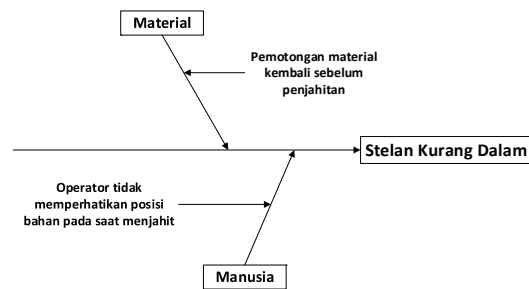 Material
Pemotongan material
kembali sebelum
penjahitan
Stelan Kurang Dalam
Operator tidak
memperhatikan posisi
bahan pada saat menjahit
Manusia